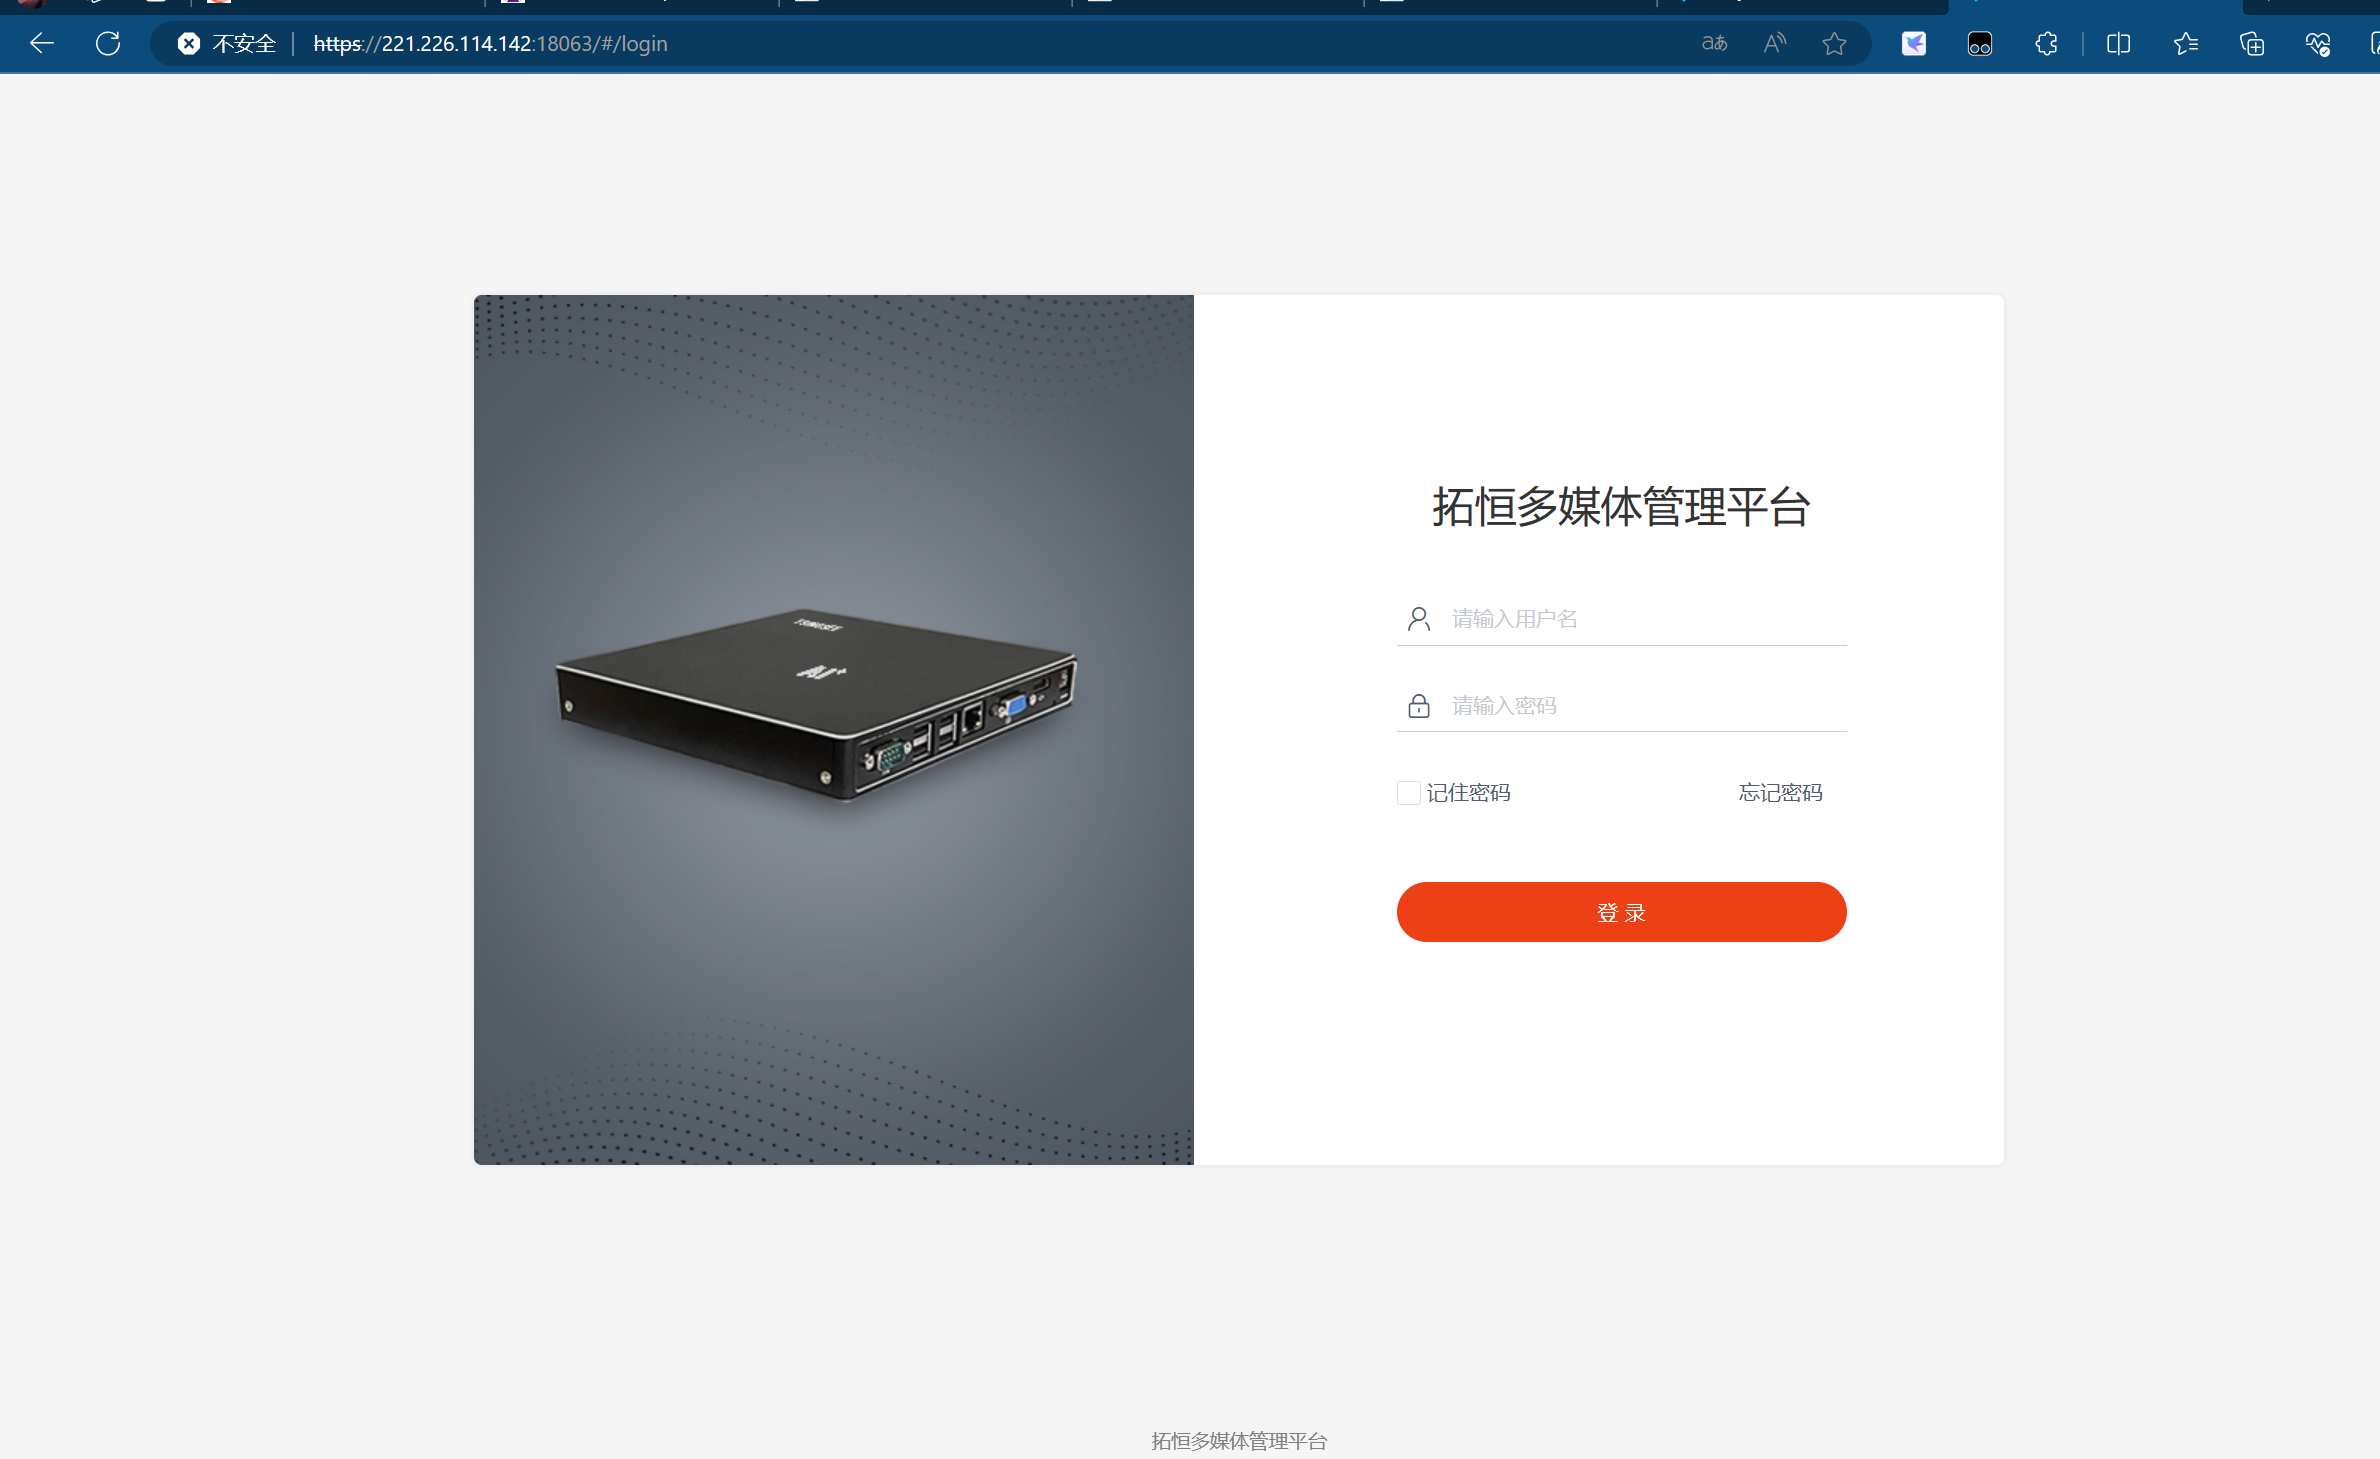 不安全 https://221.226.114.142:18063/#/login
拓恒多媒体管理平台
请输入用户名
请输入密码
记住密码 忘记密码
登 录
拓恒多媒体管理平台